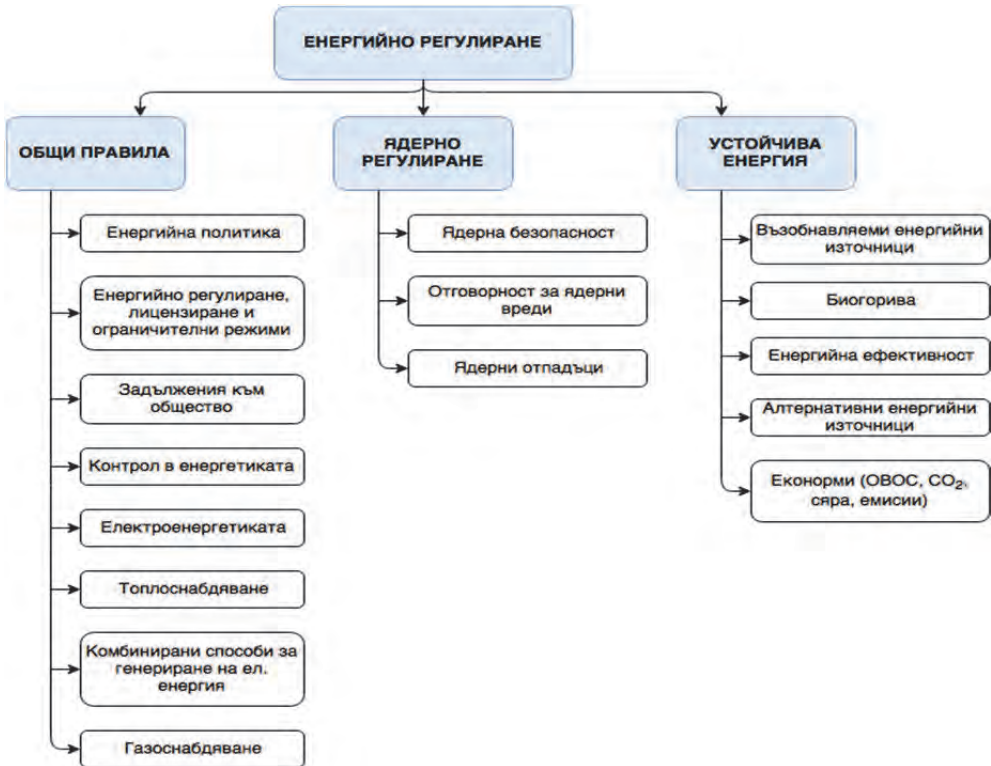 ЕНЕРГИЙНО РЕГУЛИРАНЕ
ОБЩИ ПРАВИЛА
Енергийна политика
Енергийно регулиране,
лицензиране и
ограничителни режими
Задължения към
общество
Контрол в енергетиката
Електроенергетиката
Топлоснабдяване
Комбинирани способи за
генериране на ел.
енергия
Газоснабдяване
ЯДЕРНО
РЕГУЛИРАНЕ
Ядерна безопасност
Отговорност за ядерни
вреди
Ядерни отпадъци
УСТОЙЧИВА
ЕНЕРГИЯ
Възобнавляеми енергийни
източници
Биогорива
Енергийна ефективност
Алтернативни енергийни
източници
Еконорми (ОВОС, CO₂,
сяра, емисии)